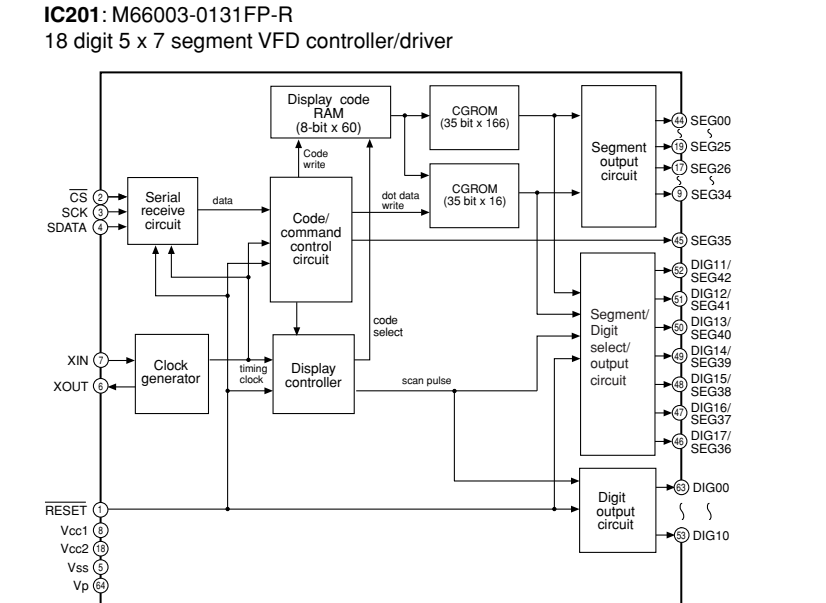 IC201: M66003-0131FP-R
18 digit 5 x 7 segment VFD controller/driver
Display code
RAM
(8-bit x 60)
CGROM
(35 bit x 166)
Segment
output
circuit
44 SEG00
19 SEG25
17 SEG26
9 SEG34
Code
write
CGROM
(35 bit x 16)
CS 2
SCK 3
SDATA 4
Serial
receive
circuit
data
Code/
command
control
circuit
dot data
write
45 SEG35
Segment/
Digit
select/
output
circuit
52 DIG11/
SEG42
51 DIG12/
SEG41
50 DIG13/
SEG40
49 DIG14/
SEG39
48 DIG15/
SEG38
47 DIG16/
SEG37
46 DIG17/
SEG36
code
select
XIN 7
XOUT 6
Clock
generator
timing
clock
Display
controller
scan pulse
Digit
output
circuit
63 DIG00
53 DIG10
RESET 1
Vcc1 8
Vcc2 18
Vss 5
Vp 64